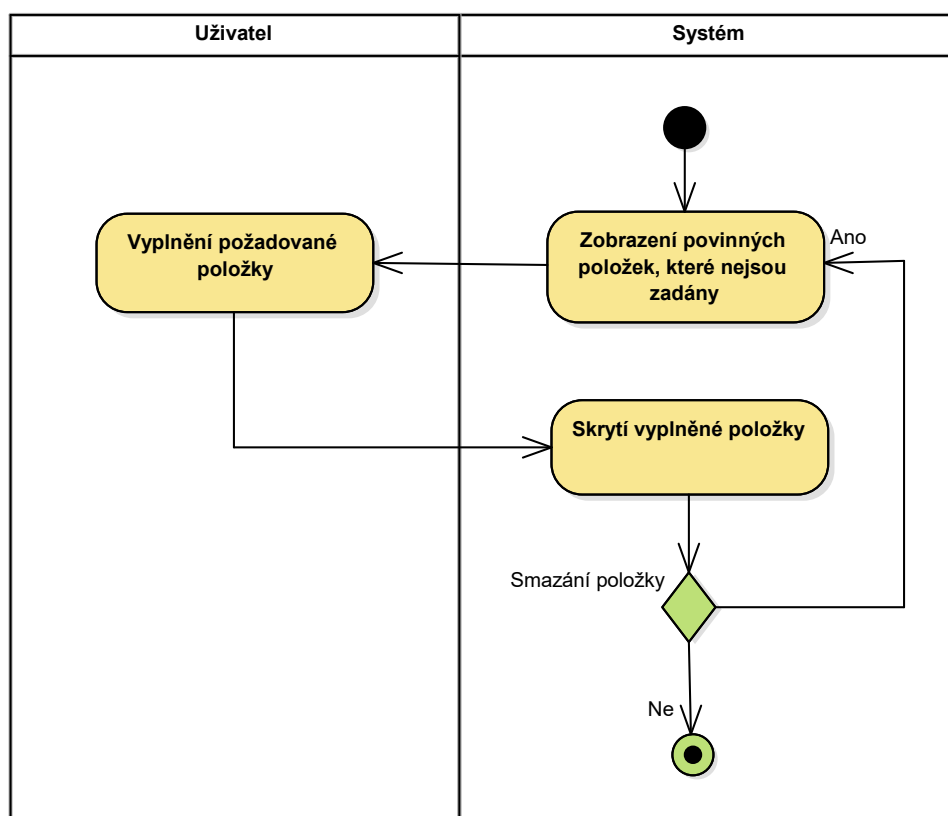 Uživatel
Systém
Vyplnění požadované
položky
Zobrazení povinných
položek, které nejsou
zadány
Ano
Skrytí vyplněné položky
Smazání položky
Ne